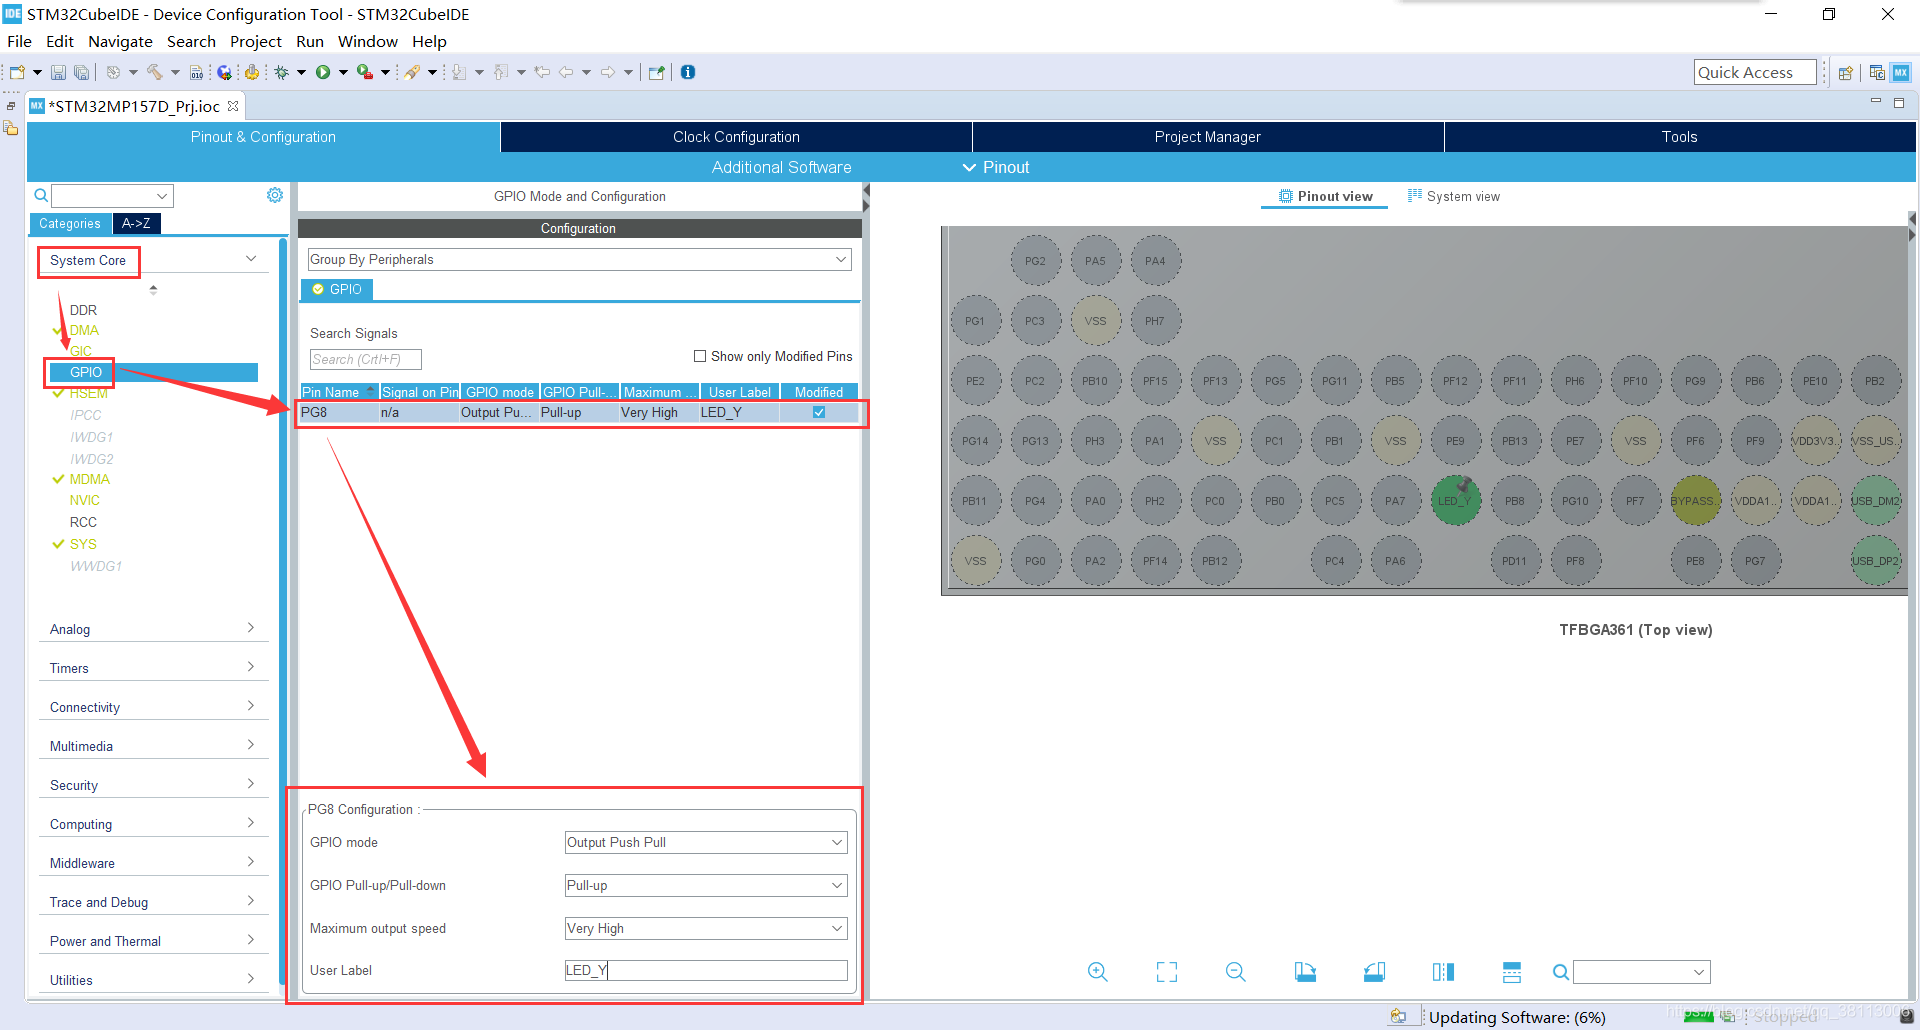 IDE STM32CubeIDE - Device Configuration Tool - STM32CubeIDE
File Edit Navigate Search Project Run Window Help
010
Quick Access
MX
MX *STM32MP157D_Prj.ioc
Pinout & Configuration
Clock Configuration
Project Manager
Tools
Additional Software
Pinout
Categories
A->Z
System Core
DDR
DMA
GIC
GPIO
HSEM
IPCC
IWDG1
IWDG2
MDMA
NVIC
RCC
SYS
WWDG1
Analog
Timers
Connectivity
Multimedia
Security
Computing
Middleware
Trace and Debug
Power and Thermal
Utilities
GPIO Mode and Configuration
Configuration
Group By Peripherals
GPIO
Search Signals
Search (Crtl+F)
Show only Modified Pins
Pin Name Signal on Pin GPIO mode GPIO Pull-... Maximum ... User Label Modified
PG8 n/a Output Pu... Pull-up Very High LED_Y
PG8 Configuration :
GPIO mode Output Push Pull
GPIO Pull-up/Pull-down Pull-up
Maximum output speed Very High
User Label LED_Y
Pinout view
System view
PG2 PA5 PA4
PG1 PC3 VSS PH7
PE2 PC2 PB10 PF15 PF13 PG5 PG11 PB5 PF12 PF11 PH6 PF10 PG9 PB6 PE10 PB2
PG14 PG13 PH3 PA1 VSS PC1 PB1 VSS PE9 PB13 PE7 VSS PF6 PF9 VDD3V3.. VSS_US..
PB11 PG4 PA0 PH2 PC0 PB0 PC5 PA7 LED_Y PB8 PG10 PF7 BYPASS.. VDDA1.. VDDA1.. USB_DM2
VSS PG0 PA2 PF14 PB12 PC4 PA6 PD11 PF8 PE8 PG7 USB_DP2
TFBGA361 (Top view)
Updating Software: (6%)
stopped